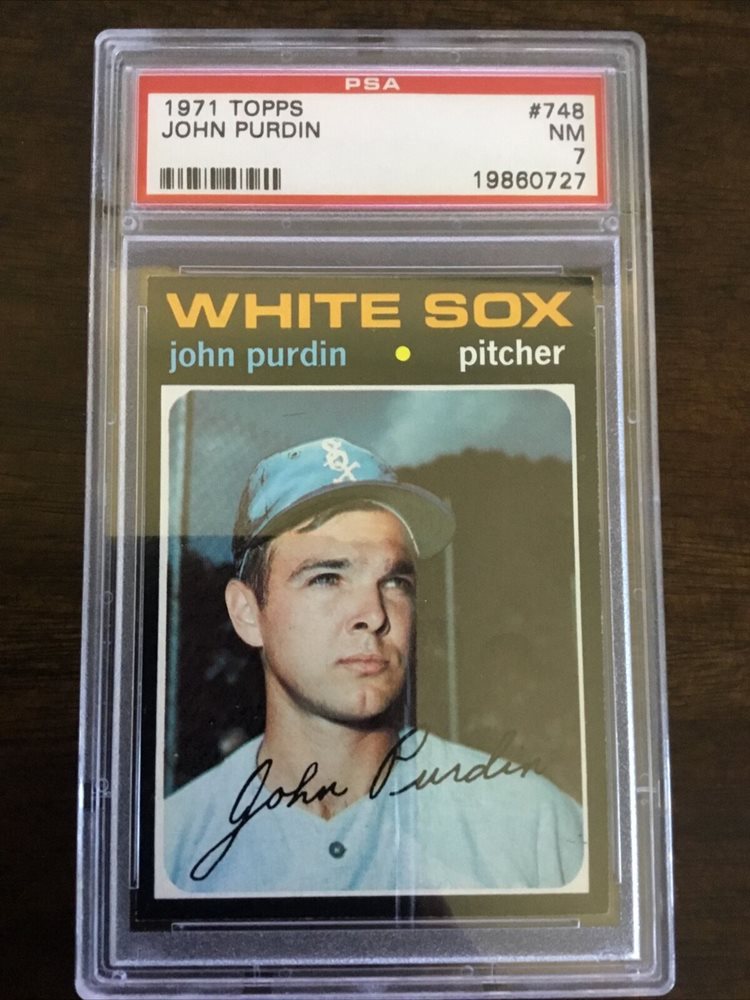 PSA
1971 TOPPS #748
JOHN PURDIN NM
7
19860727
WHITE SOX
john purdin • pitcher
SOX
John Purdin